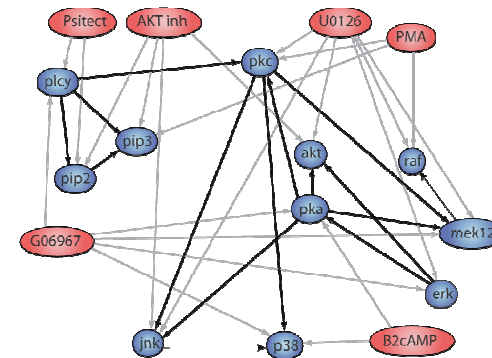 Psitect
AKT inh
U0126
PMA
pkc
plcy
pip3
akt
raf
pip2
pka
G06967
mek12
erk
jnk
p38
B2cAMP